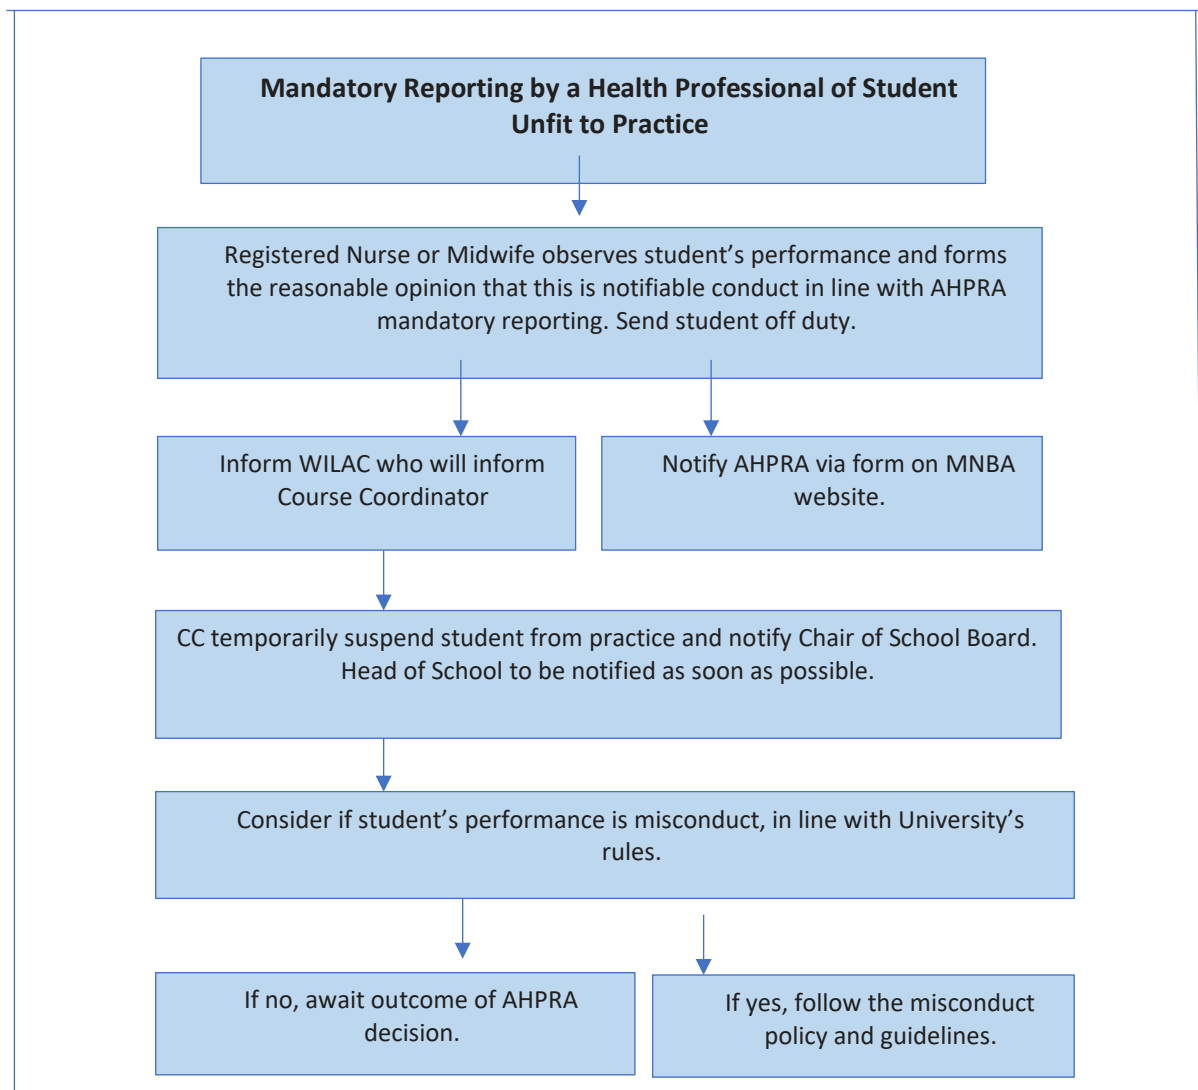 Mandatory Reporting by a Health Professional of Student
Unfit to Practice
Registered Nurse or Midwife observes student’s performance and forms
the reasonable opinion that this is notifiable conduct in line with AHPRA
mandatory reporting. Send student off duty.
Inform WILAC who will inform
Course Coordinator
Notify AHPRA via form on MNBA
website.
CC temporarily suspend student from practice and notify Chair of School Board.
Head of School to be notified as soon as possible.
Consider if student’s performance is misconduct, in line with University’s
rules.
If no, await outcome of AHPRA
decision.
If yes, follow the misconduct
policy and guidelines.